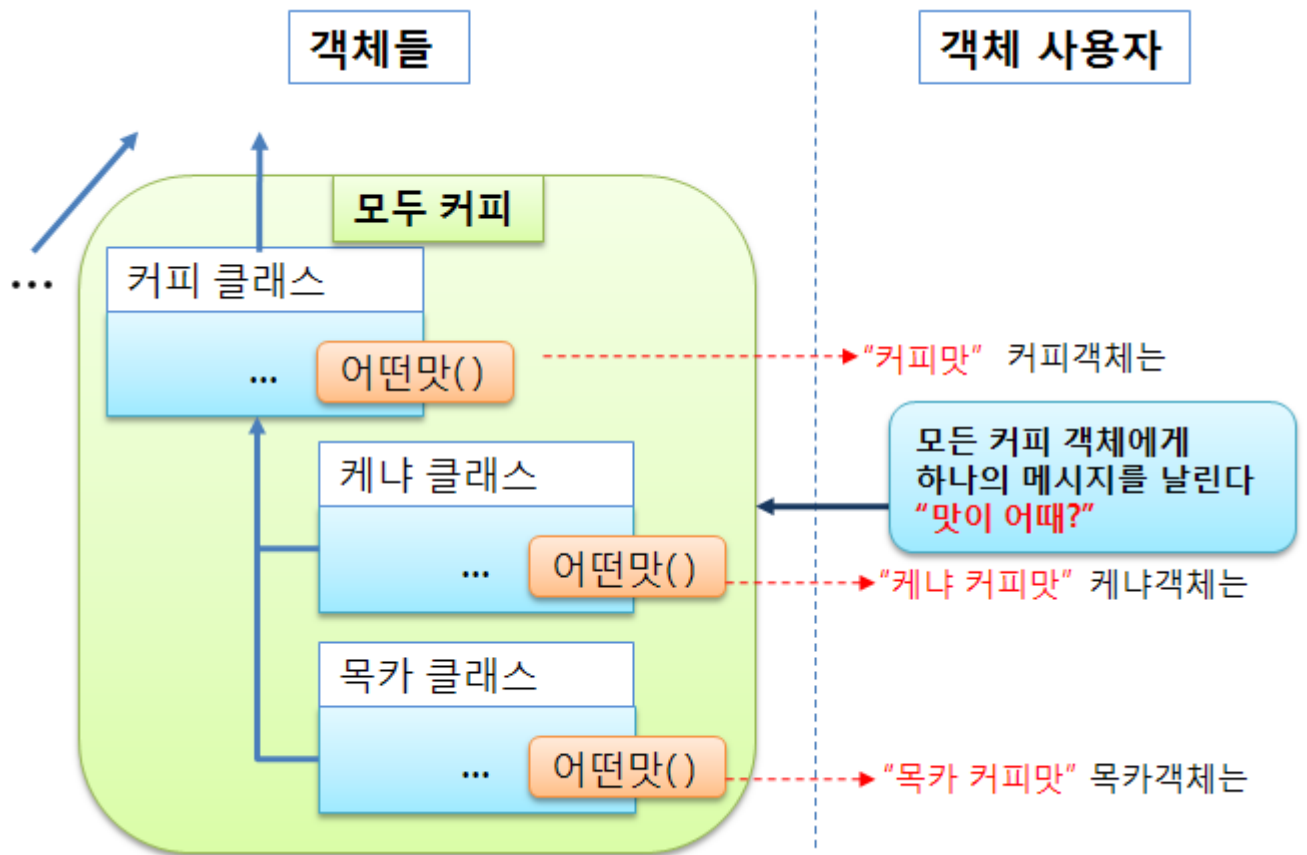 객체들
객체 사용자
모두 커피
...
커피 클래스
...
어떤맛()
"커피맛" 커피객체는
모든 커피 객체에게
하나의 메시지를 날린다
"맛이 어때?"
케냐 클래스
...
어떤맛()
"케냐 커피맛" 케냐객체는
목카 클래스
...
어떤맛()
"목카 커피맛" 목카객체는